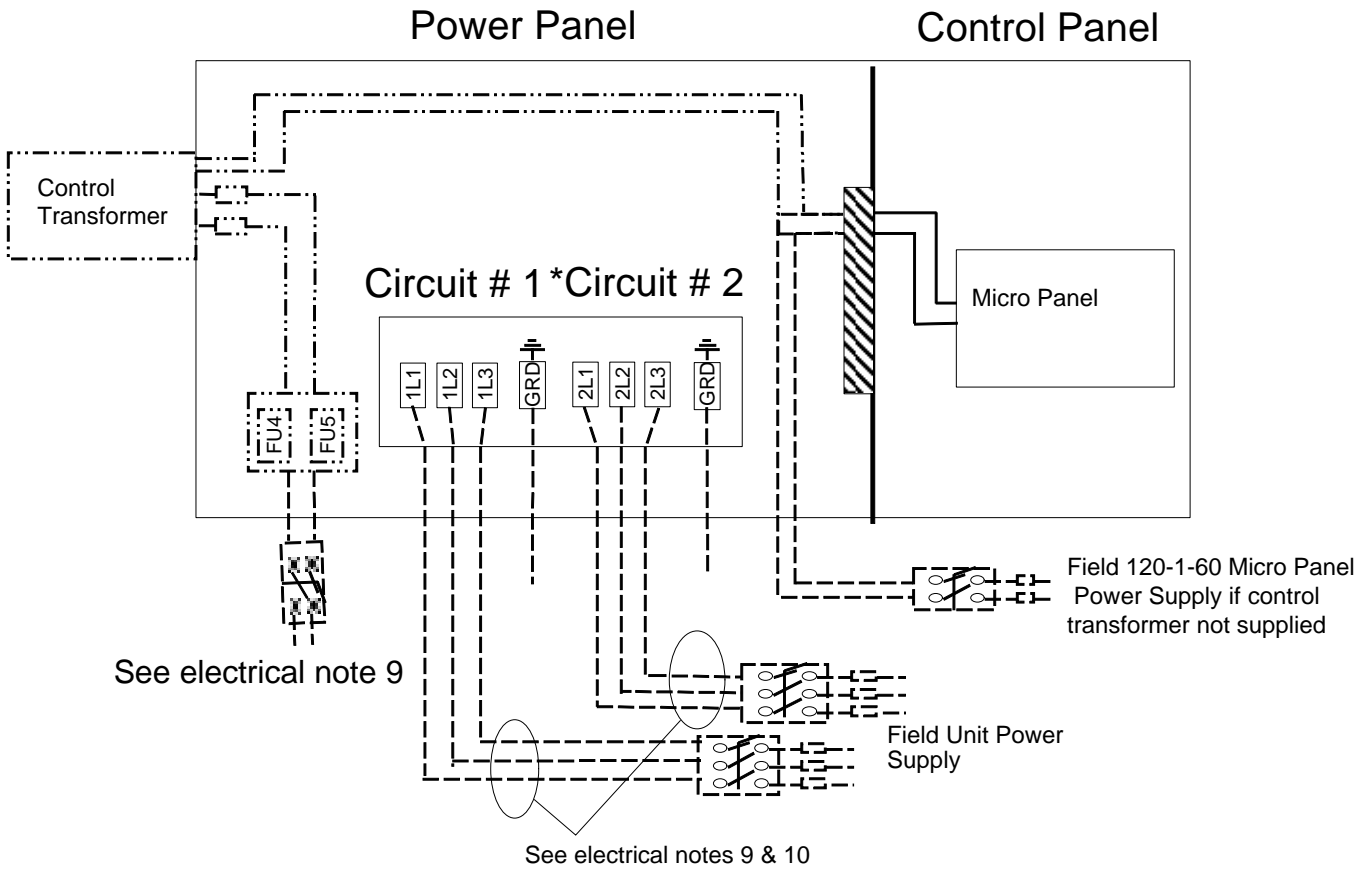 Power Panel
Control Panel
Control
Transformer
Circuit # 1
*Circuit # 2
Micro Panel
1L1
1L2
1L3
GRD
2L1
2L2
2L3
GRD
FU4
FU5
Field 120-1-60 Micro Panel
Power Supply if control
transformer not supplied
See electrical note 9
Field Unit Power
Supply
See electrical notes 9 & 10